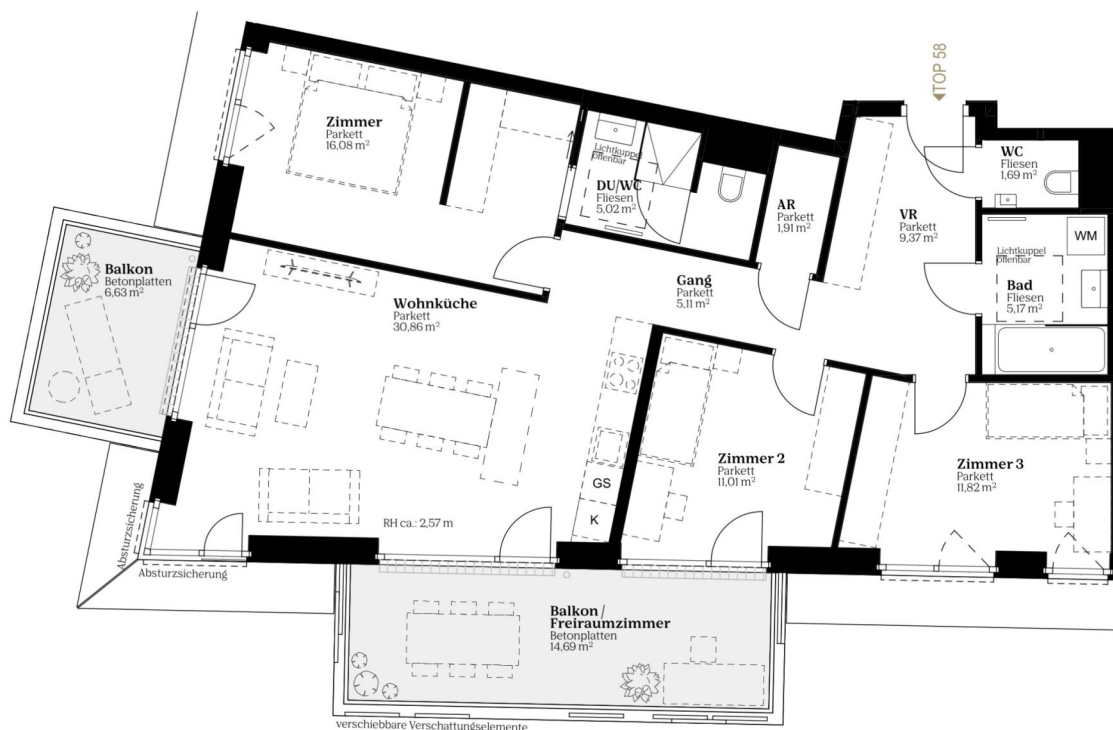 TOP 58
Zimmer
Parkett
16,08 m²
Lichtkuppel
offenbar
DU/WC
Fliesen
5,02 m²
AR
Parkett
1,91 m²
VR
Parkett
9,37 m²
WC
Fliesen
1,69 m²
WM
Lichtkuppel
offenbar
Bad
Fliesen
5,17 m²
Balkon
Betonplatten
6,63 m²
Wohnküche
Parkett
30,86 m²
Gang
Parkett
5,11 m²
Zimmer 2
Parkett
11,01 m²
Zimmer 3
Parkett
11,82 m²
GS
K
RH ca.: 2,57 m
Absturzsicherung
Absturzsicherung
Balkon/
Freiraumzimmer
Betonplatten
14,69 m²
verschiebbare Verschattungselemente